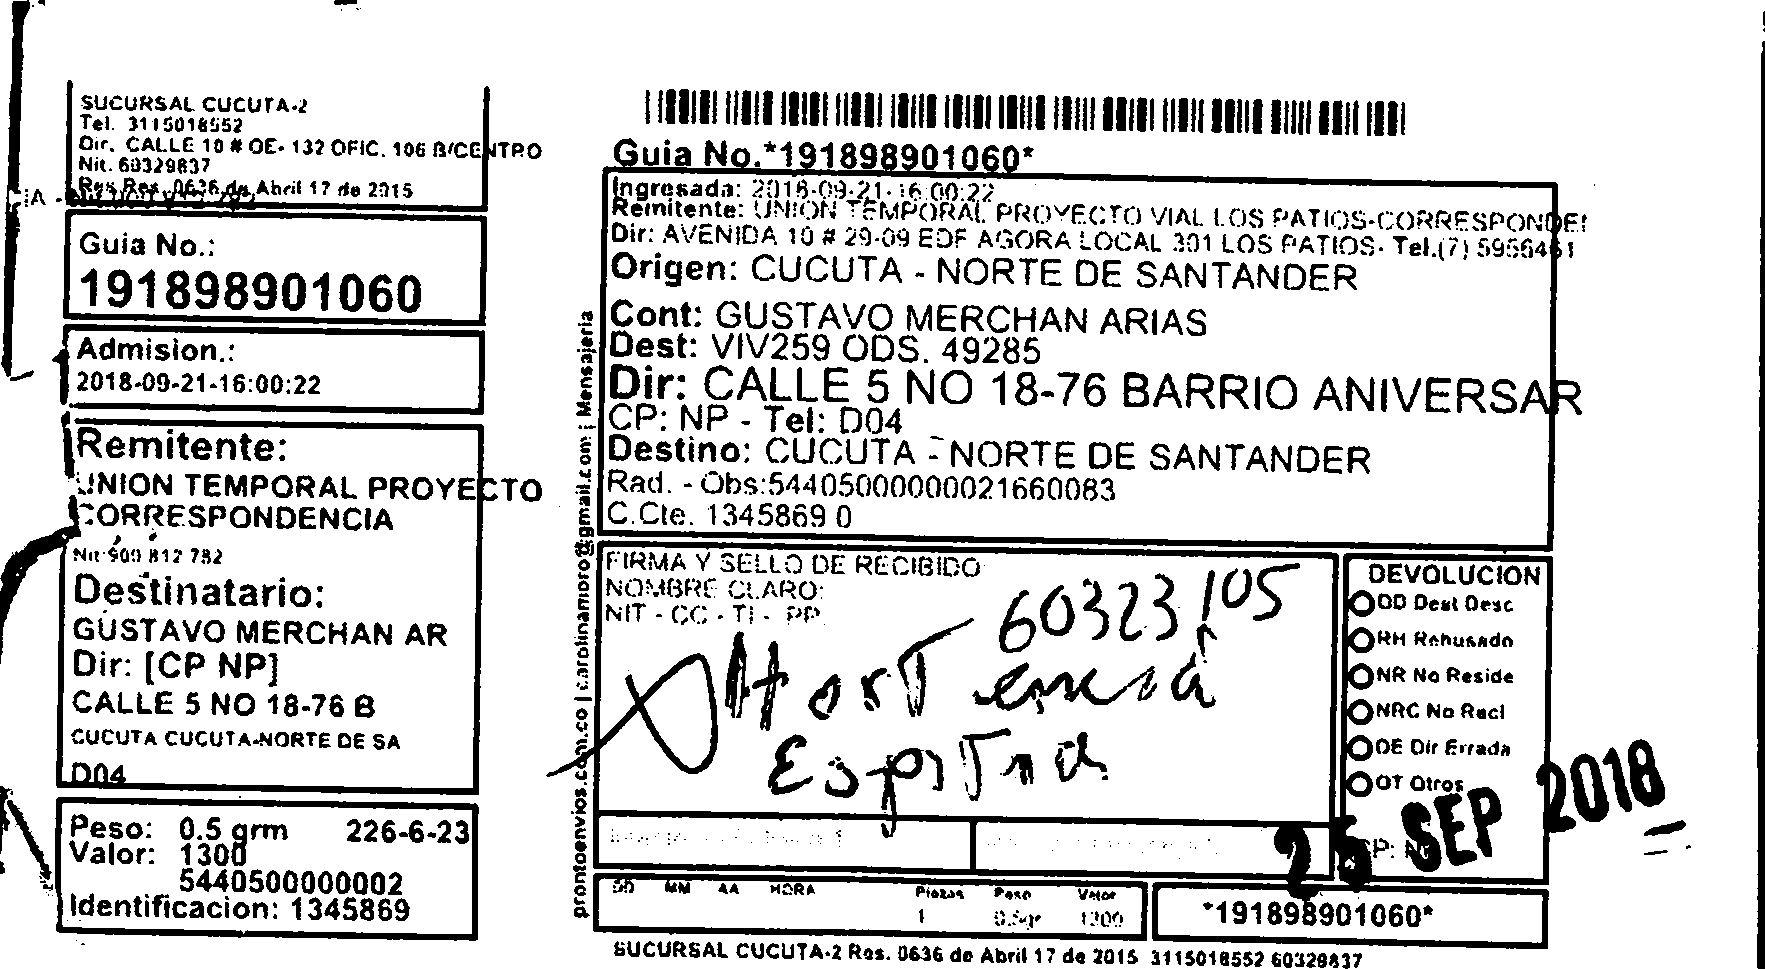 SUCURSAL CUCUTA-2
Tel. 3115018552
Dir. CALLE 10 # OE- 132 OFIC. 106 B/CENTRO
Nit. 60329837
Res. 0636 de Abril 17 de 2015
Guia No.:
191898901060
Admision.:
2018-09-21-16:00:22
Remitente:
UNION TEMPORAL PROYECTO
CORRESPONDENCIA
Nit 900 812 782
Destinatario:
GUSTAVO MERCHAN AR
Dir: [CP NP]
CALLE 5 NO 18-76 B
CUCUTA CUCUTA-NORTE DE SA
D04
Peso: 0.5 grm 226-6-23
Valor: 1300
5440500000002
Identificacion: 1345869
prontoenvios.com.co | carolinamoro@gmail.com | Mensajeria
Guia No.*191898901060*
Ingresada: 2018-09-21-16:00:22
Remitente: UNION TEMPORAL PROYECTO VIAL LOS PATIOS-CORRESPONDEI
Dir: AVENIDA 10 # 29-09 EDF AGORA LOCAL 301 LOS PATIOS- Tel.(7) 5956461
Origen: CUCUTA - NORTE DE SANTANDER
Cont: GUSTAVO MERCHAN ARIAS
Dest: VIV259 ODS. 49285
Dir: CALLE 5 NO 18-76 BARRIO ANIVERSAR
CP: NP - Tel: D04
Destino: CUCUTA - NORTE DE SANTANDER
Rad. - Obs:544050000000021660083
C.Cte. 1345869 0
FIRMA Y SELLO DE RECIBIDO
NOMBRE CLARO:
NIT - CC - TI - PP
60323105
Hortencia
DEVOLUCION
DD Dest Desc
RH Rehusado
NR No Reside
NRC No Recl
DE Dir Errada
OT Otros
25 SEP 2018
DD MM AA HORA Piezas Peso Valor
1 0.5gr 1300
*191898901060*
SUCURSAL CUCUTA-2 Res. 0636 de Abril 17 de 2015 3115018552 60329837